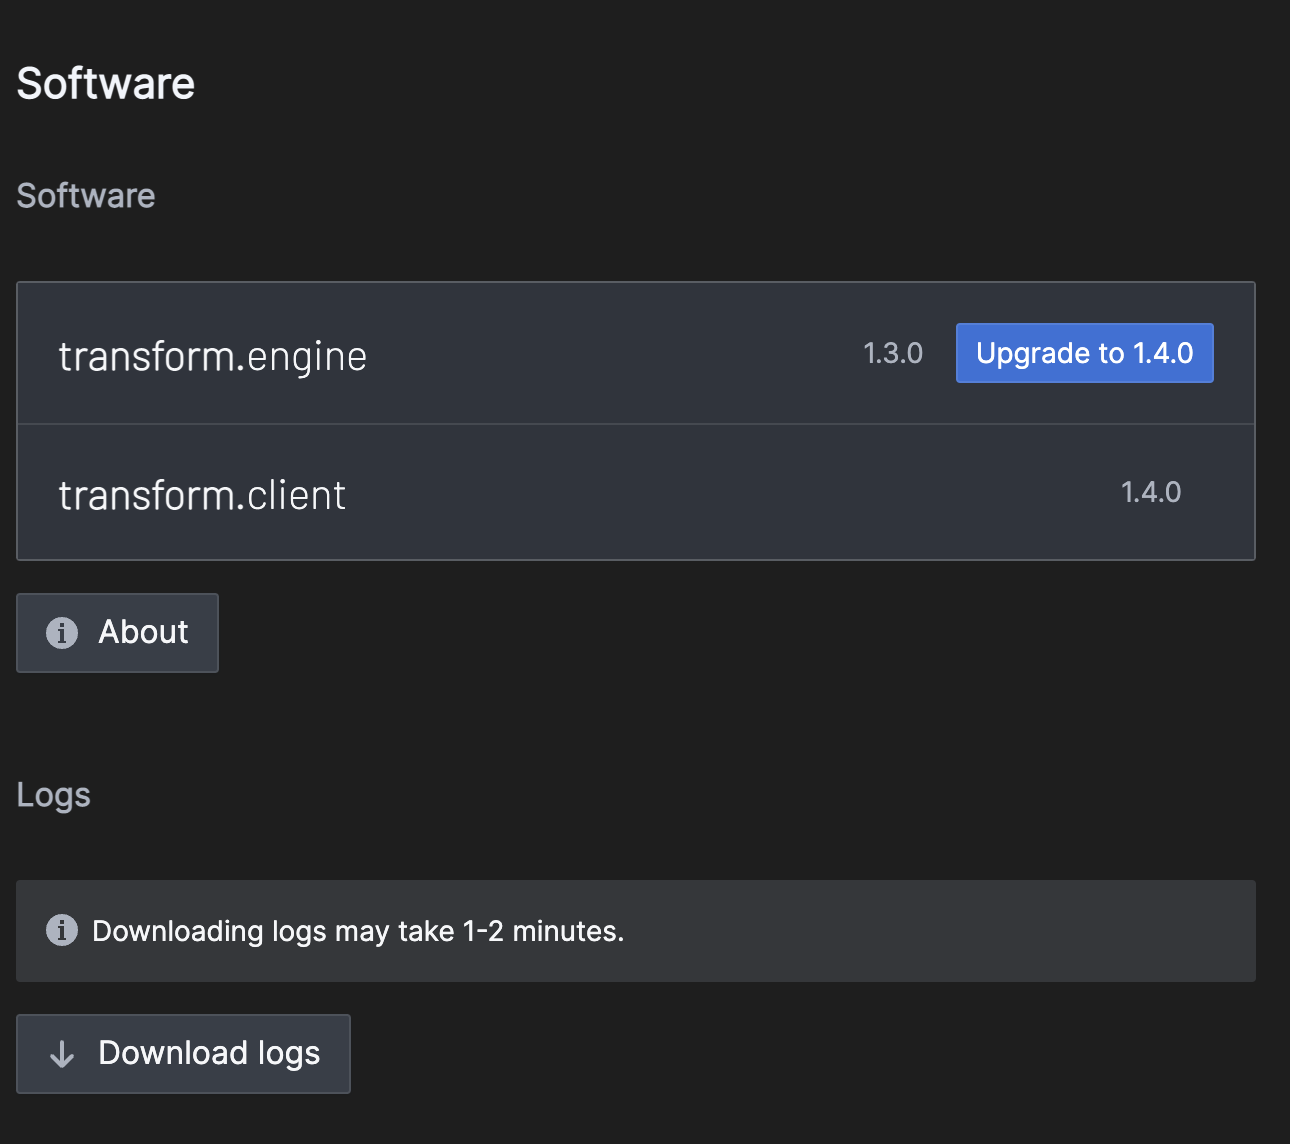 Software
Software
transform.engine 1.3.0 Upgrade to 1.4.0
transform.client 1.4.0
About
Logs
Downloading logs may take 1-2 minutes.
Download logs